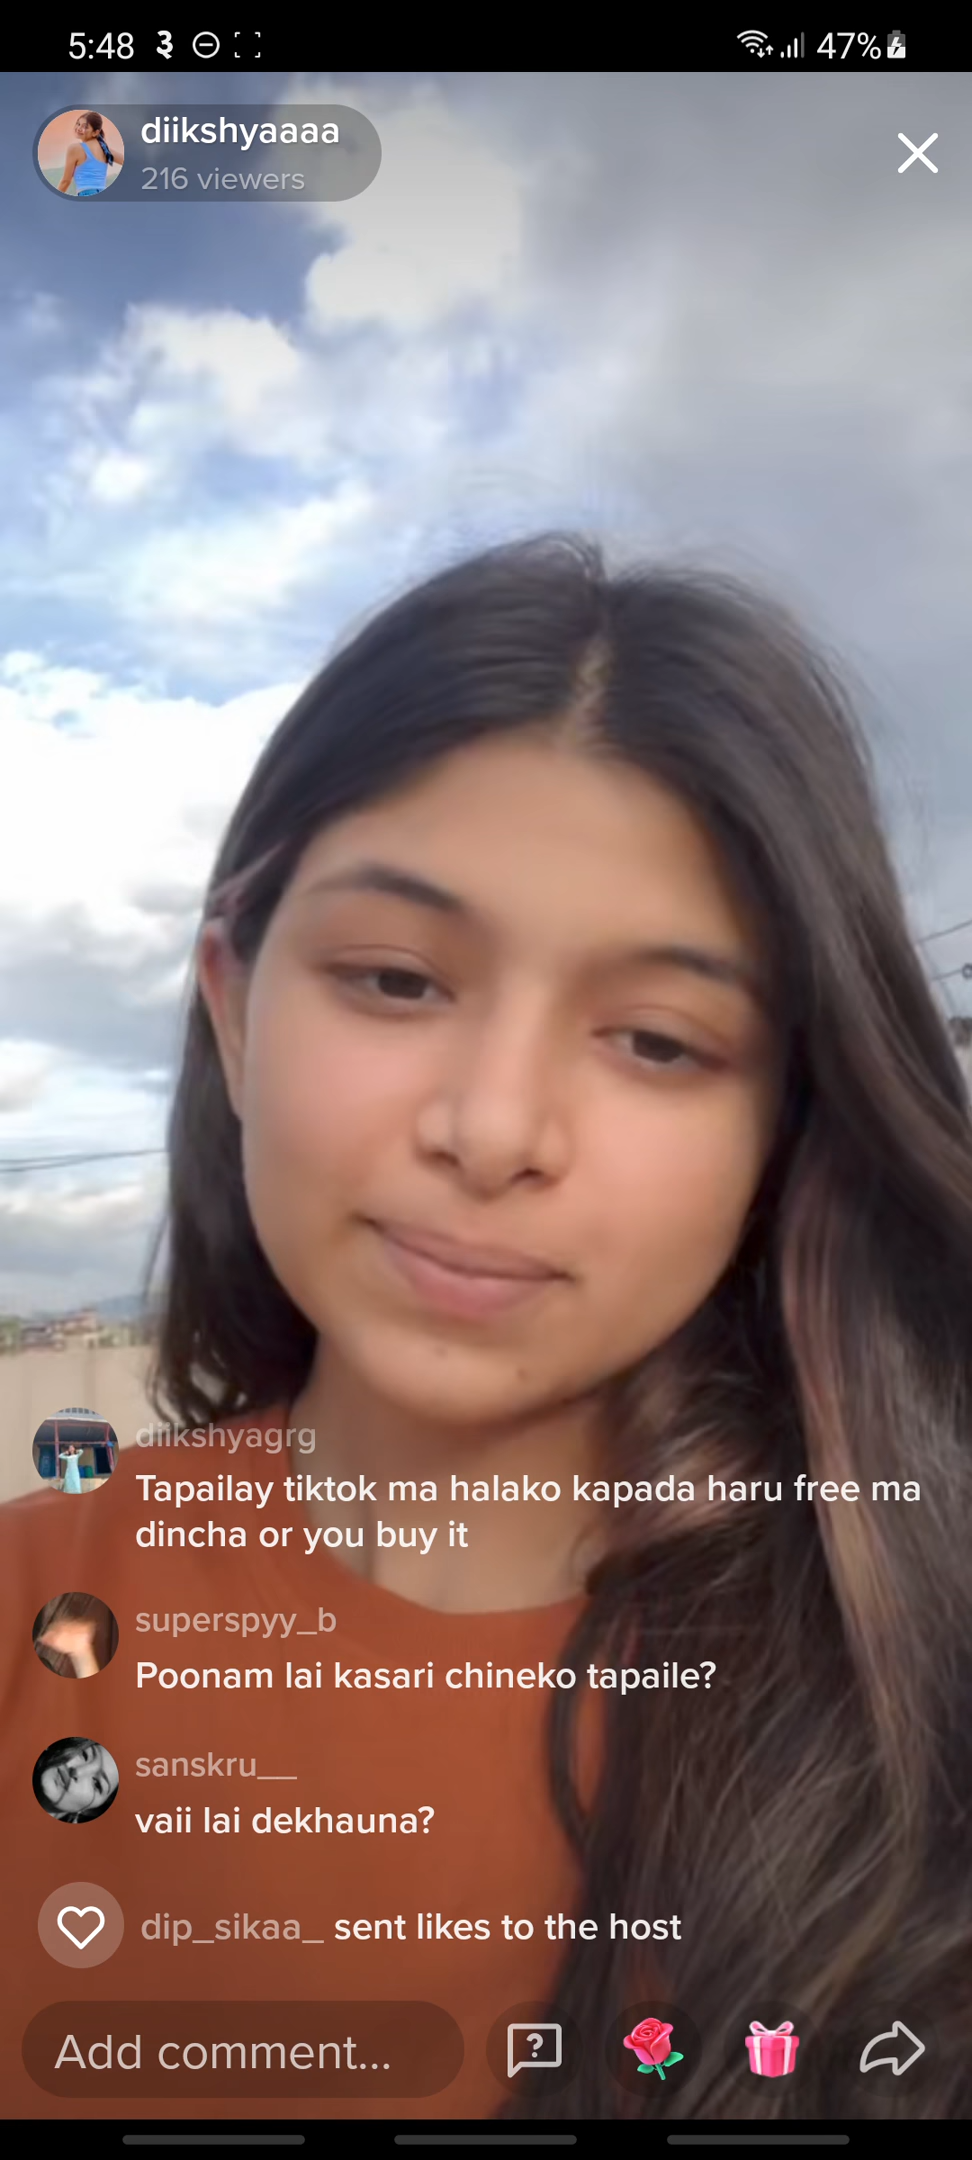 5:48 ३ 47%
diikshyaaaa
216 viewers
diikshyagrg
Tapailay tiktok ma halako kapada haru free ma
dincha or you buy it
superspyy_b
Poonam lai kasari chineko tapaile?
sanskru__
vaii lai dekhauna?
dip_sikaa_ sent likes to the host
Add comment...
?